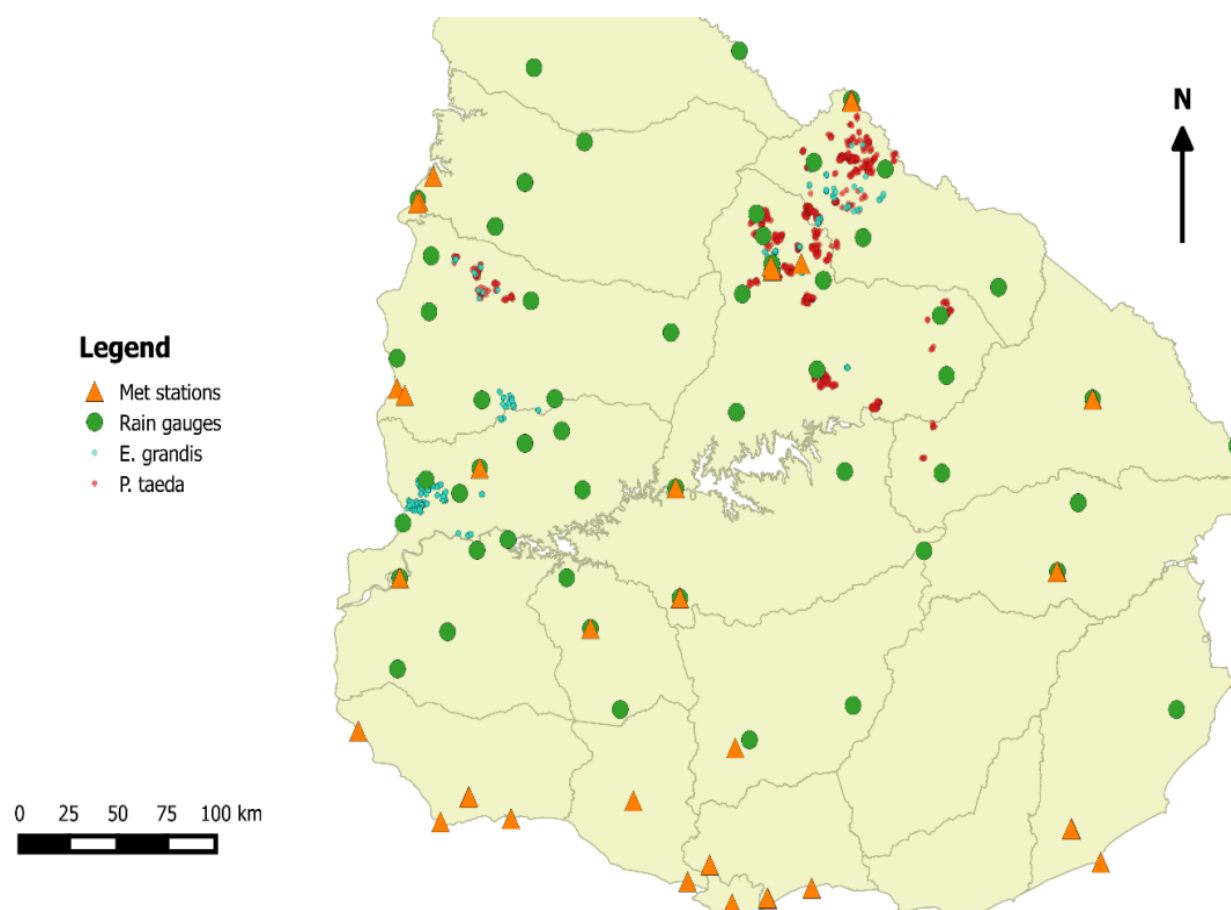 N
Legend
Met stations
Rain gauges
E. grandis
P. taeda
0 25 50 75 100 km